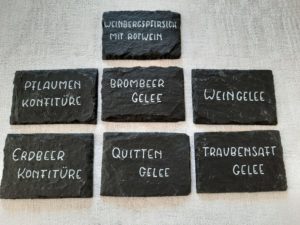 WEINBERGSPFIRSICH
MIT ROTWEIN
PFLAUMEN
KONFITÜRE
BROMBEER
GELEE
WEINGELEE
ERDBEER
KONFITÜRE
QUITTEN
GELEE
TRAUBENSAFT
GELEE